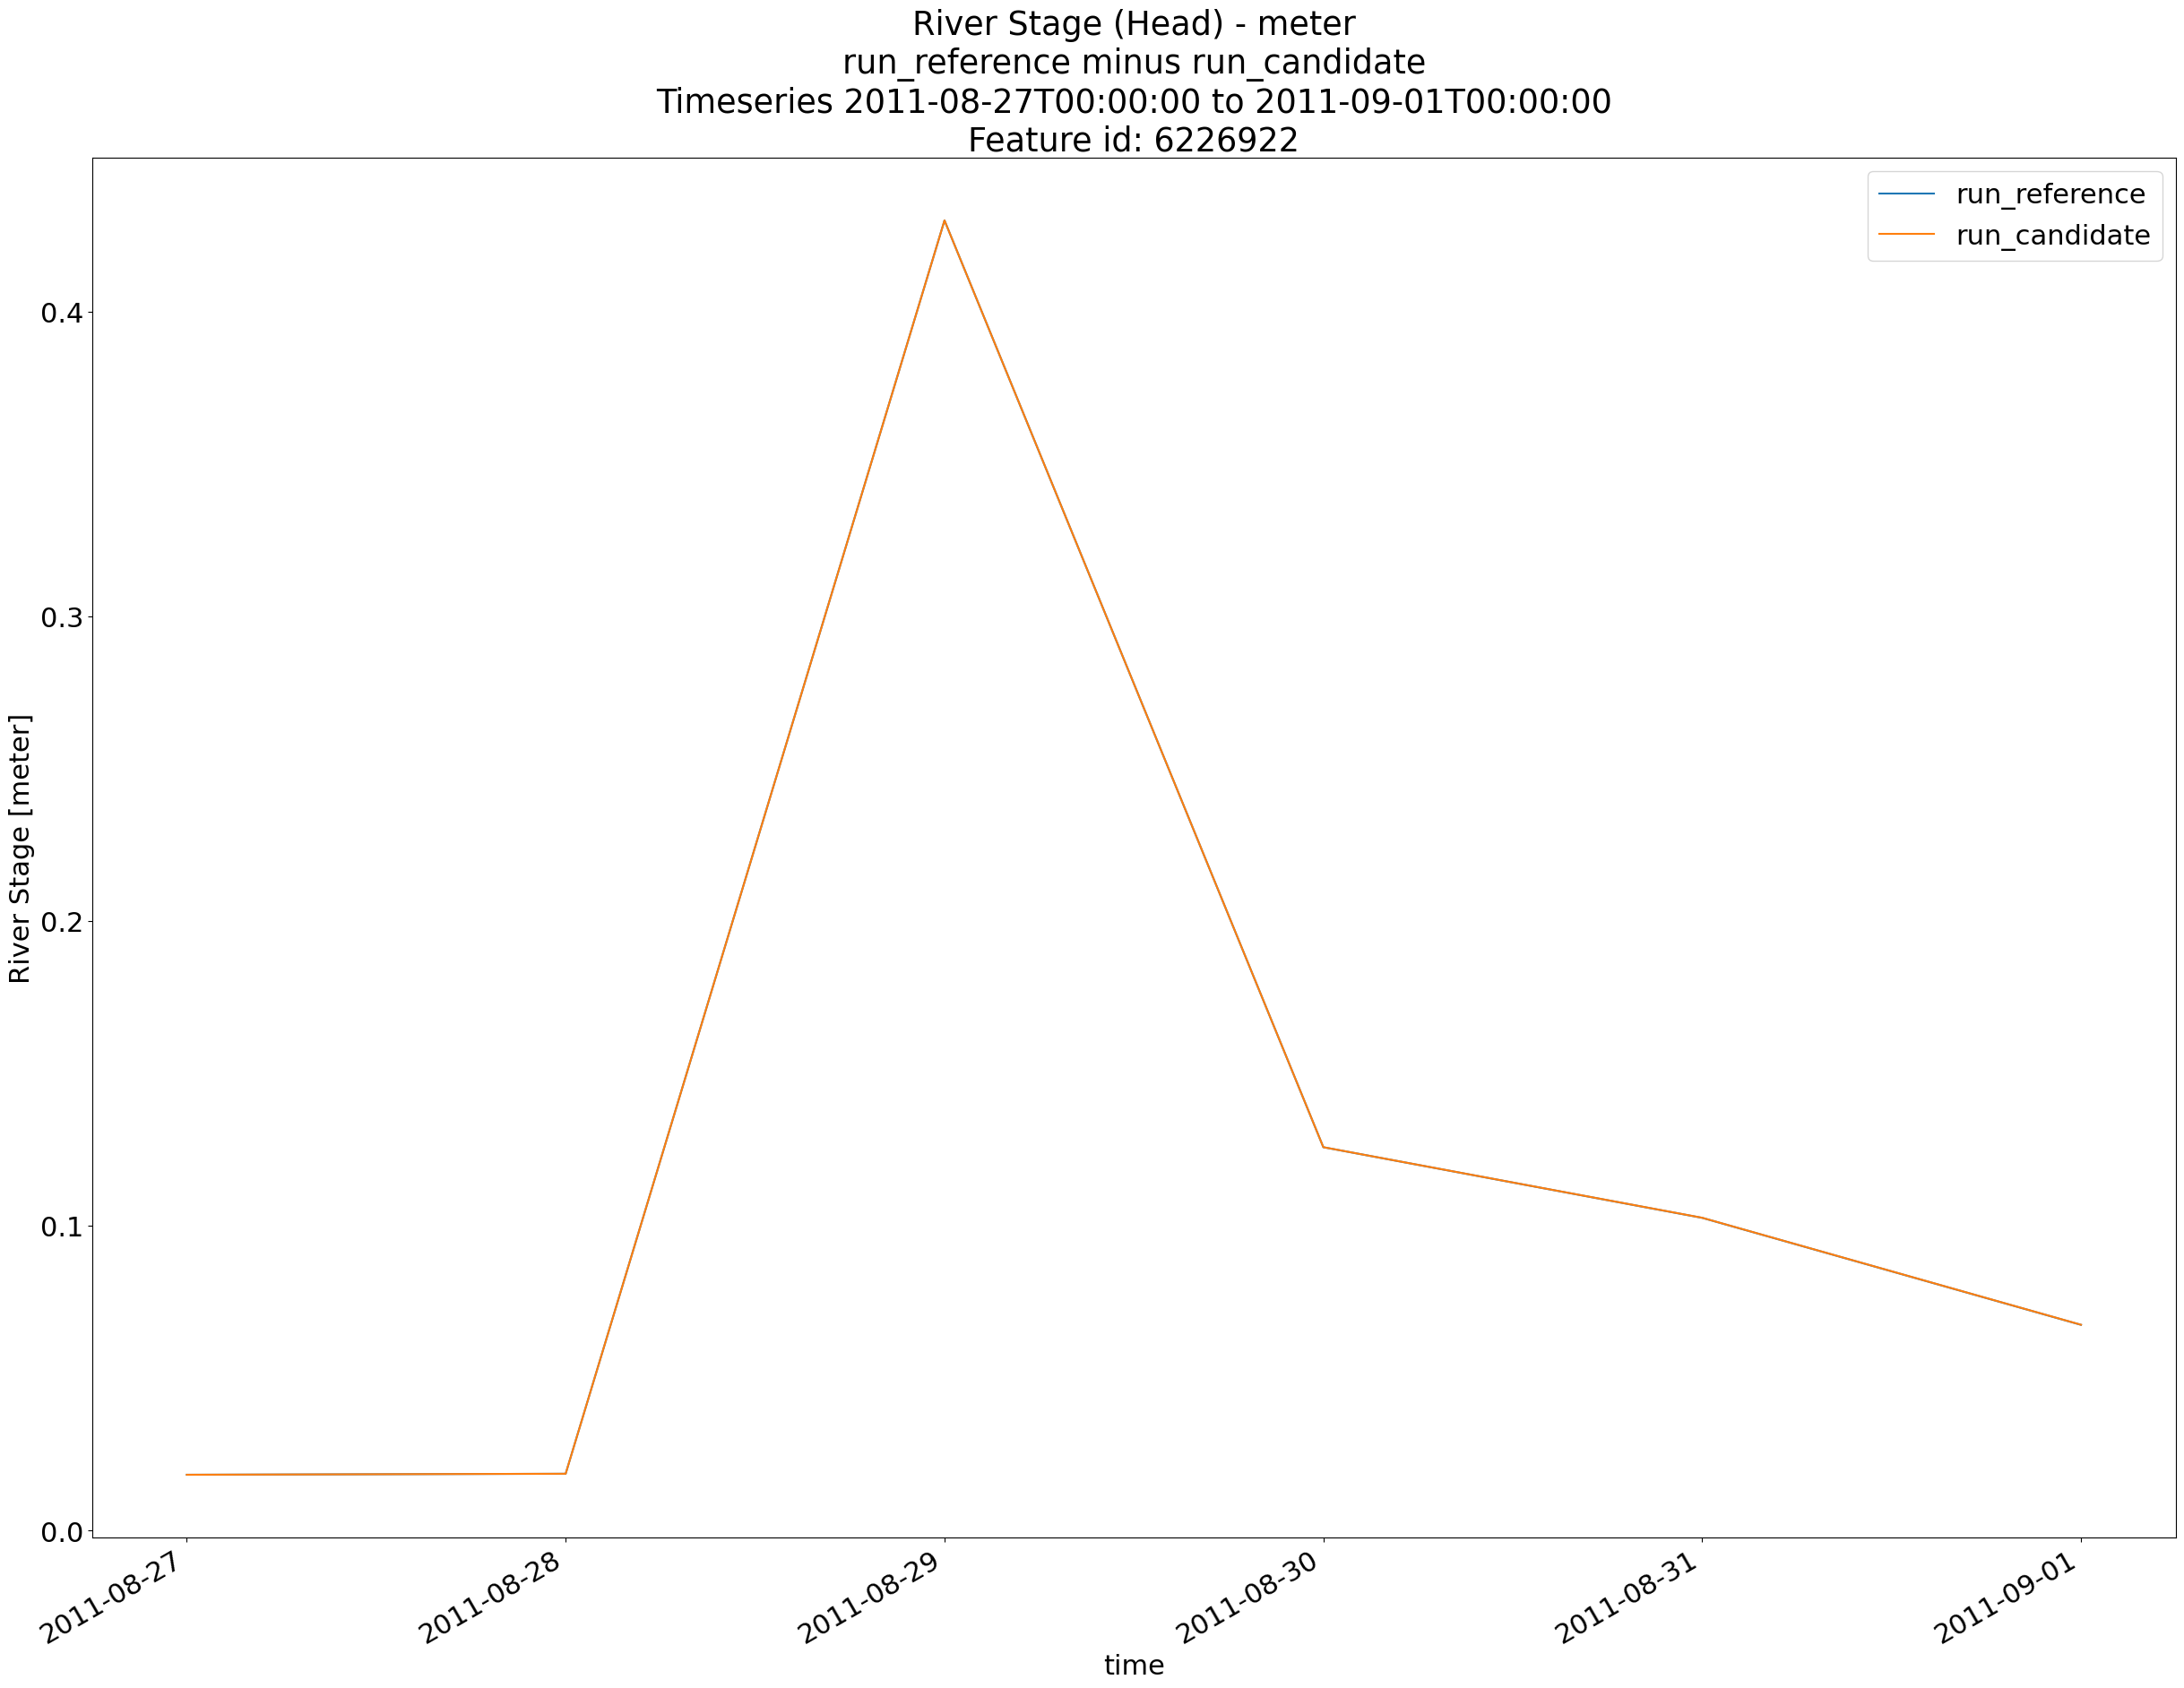 River Stage (Head) - meter
run_reference minus run_candidate
Timeseries 2011-08-27T00:00:00 to 2011-09-01T00:00:00
Feature id: 6226922
run_reference
run_candidate
0.4
0.3
0.2
0.1
0.0
River Stage [meter]
2011-08-27
2011-08-28
2011-08-29
2011-08-30
2011-08-31
2011-09-01
time